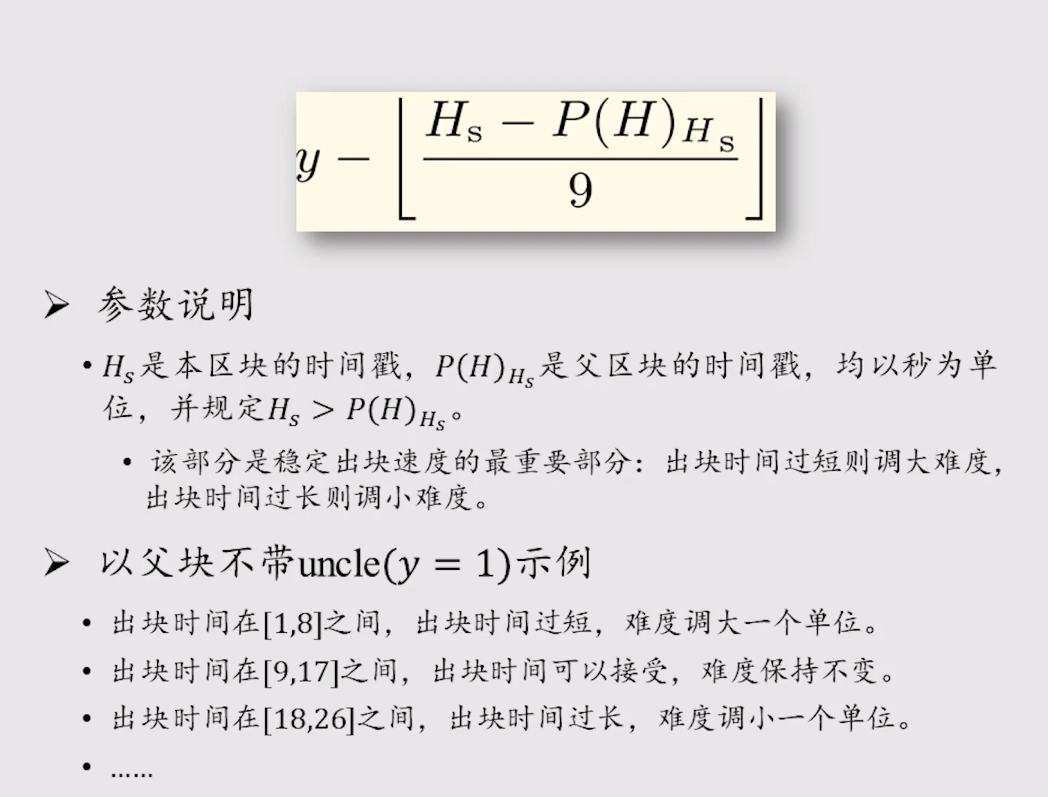 y − ⌊(H_s − P(H)_{H_s}) / 9⌋
➢ 参数说明
• H_s是本区块的时间戳，P(H)_{H_s}是父区块的时间戳，均以秒为单
位，并规定H_s > P(H)_{H_s}。
• 该部分是稳定出块速度的最重要部分：出块时间过短则调大难度，
出块时间过长则调小难度。
➢ 以父块不带uncle(y = 1)示例
• 出块时间在[1,8]之间，出块时间过短，难度调大一个单位。
• 出块时间在[9,17]之间，出块时间可以接受，难度保持不变。
• 出块时间在[18,26]之间，出块时间过长，难度调小一个单位。
• ……